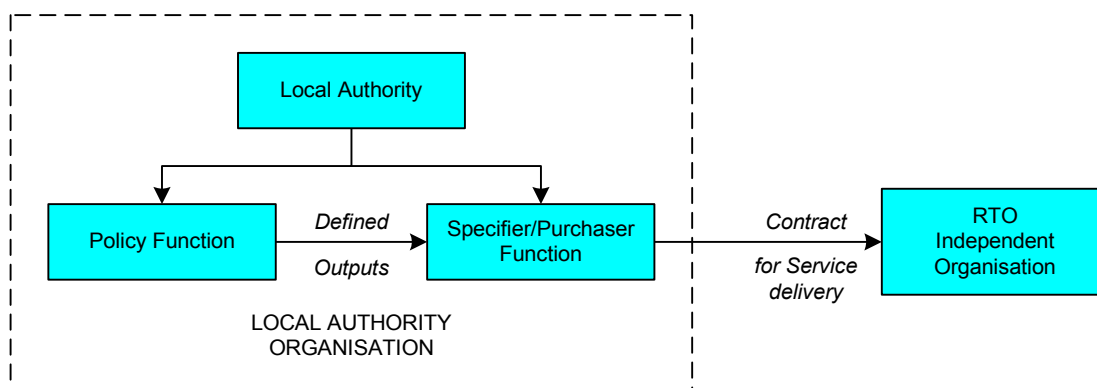 Local Authority
Policy Function
Defined
Outputs
Specifier/Purchaser
Function
Contract
for Service
delivery
RTO
Independent
Organisation
LOCAL AUTHORITY
ORGANISATION